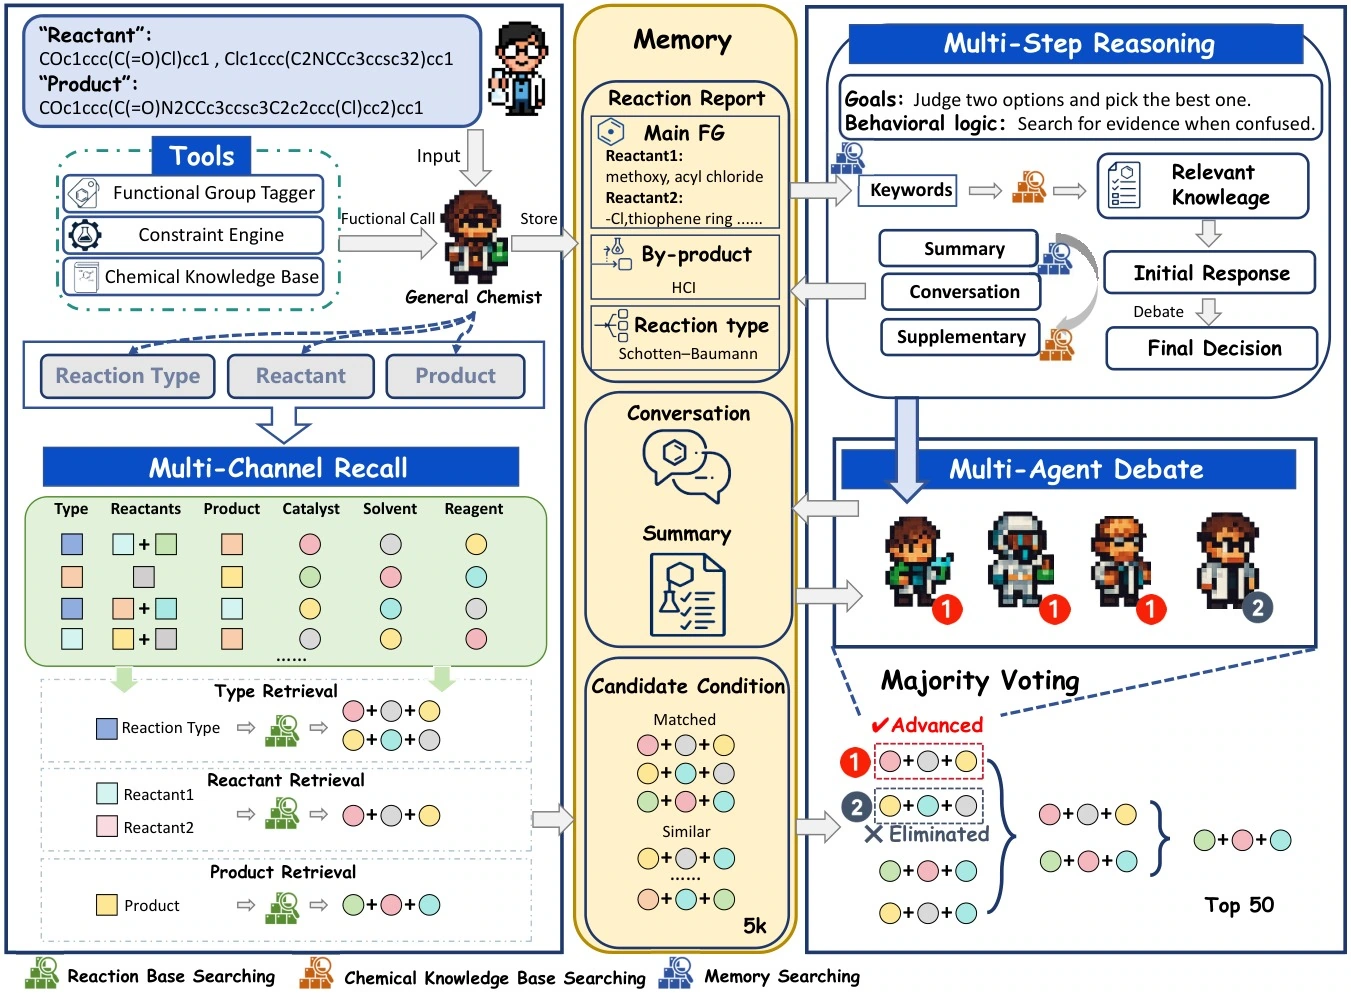 “Reactant”:
COc1ccc(C(=O)Cl)cc1 , Clc1ccc(C2NCCc3ccsc32)cc1
“Product”:
COc1ccc(C(=O)N2CCc3ccsc3C2c2ccc(Cl)cc2)cc1
Tools
Functional Group Tagger
Constraint Engine
Chemical Knowledge Base
Input
Fuctional Call
Store
General Chemist
Reaction Type
Reactant
Product
Multi-Channel Recall
Type Reactants Product Catalyst Solvent Reagent
+
+
+
......
Type Retrieval
Reaction Type
+ +
+ +
Reactant Retrieval
Reactant1
Reactant2
+ +
Product Retrieval
Product
+ +
Memory
Reaction Report
Main FG
Reactant1:
methoxy, acyl chloride
Reactant2:
-Cl,thiophene ring ......
By-product
HCl
Reaction type
Schotten–Baumann
Conversation
Summary
Candidate Condition
Matched
+ +
+ +
+ +
Similar
+ +
......
+ +
5k
Multi-Step Reasoning
Goals: Judge two options and pick the best one.
Behavioral logic: Search for evidence when confused.
Keywords
Relevant
Knowleage
Summary
Conversation
Supplementary
Initial Response
Debate
Final Decision
Multi-Agent Debate
1 1 1 2
Majority Voting
✔Advanced
1 + +
2 + +
✕ Eliminated
+ +
+ +
+ +
+ +
+ +
Top 50
Reaction Base Searching
Chemical Knowledge Base Searching
Memory Searching